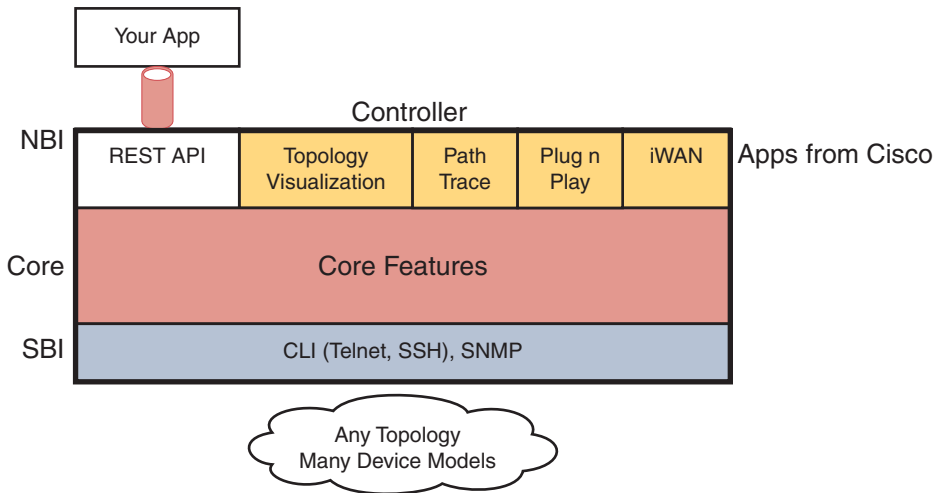 Your App
Controller
NBI
REST API
Topology
Visualization
Path
Trace
Plug n
Play
iWAN
Apps from Cisco
Core
Core Features
SBI
CLI (Telnet, SSH), SNMP
Any Topology
Many Device Models